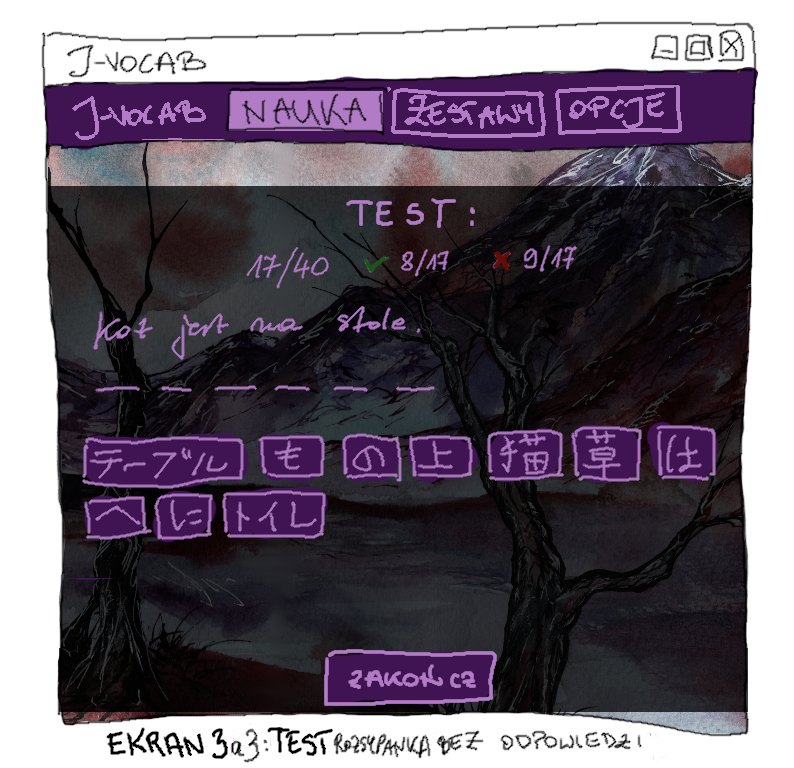 J-VOCAB
J-VOCAB NAUKA ZESTAWY OPCJE
TEST:
17/40 ✓ 8/17 ✗ 9/17
Kot jest na stole.
_ _ _ _ _ _
テーブル も の 上 猫 草 は
へ に トイレ
ZAKOŃCZ
EKRAN 3a3: TEST ROZSYPANKA BEZ ODPOWIEDZI